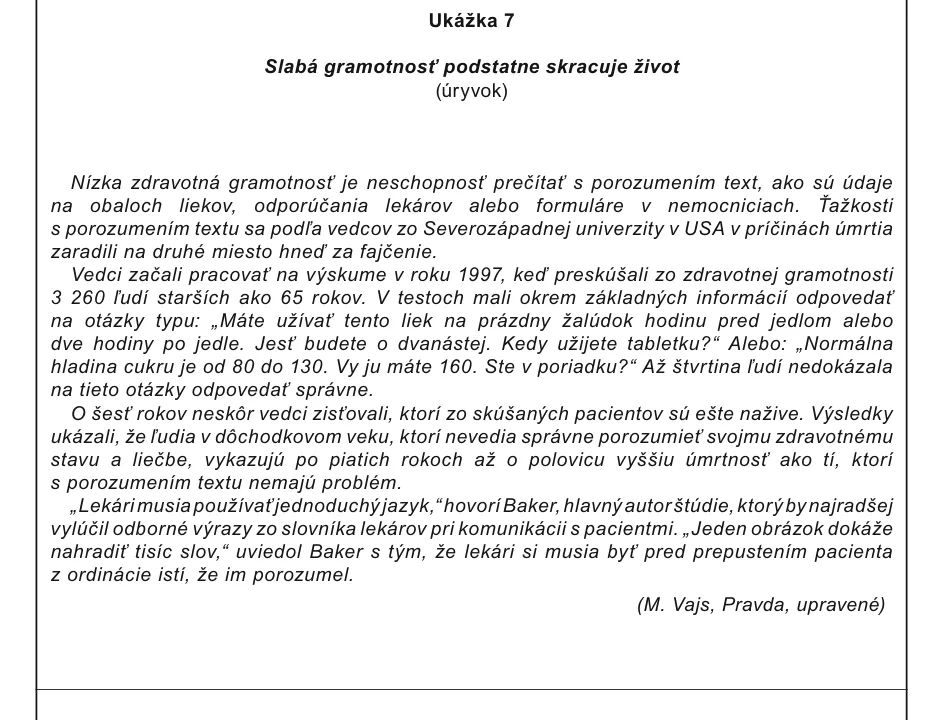 Ukážka 7
Slabá gramotnosť podstatne skracuje život
(úryvok)
Nízka zdravotná gramotnosť je neschopnosť prečítať s porozumením text, ako sú údaje
na obaloch liekov, odporúčania lekárov alebo formuláre v nemocniciach. Ťažkosti
s porozumením textu sa podľa vedcov zo Severozápadnej univerzity v USA v príčinách úmrtia
zaradili na druhé miesto hneď za fajčenie.
Vedci začali pracovať na výskume v roku 1997, keď preskúšali zo zdravotnej gramotnosti
3 260 ľudí starších ako 65 rokov. V testoch mali okrem základných informácií odpovedať
na otázky typu: „Máte užívať tento liek na prázdny žalúdok hodinu pred jedlom alebo
dve hodiny po jedle. Jesť budete o dvanástej. Kedy užijete tabletku?“ Alebo: „Normálna
hladina cukru je od 80 do 130. Vy ju máte 160. Ste v poriadku?“ Až štvrtina ľudí nedokázala
na tieto otázky odpovedať správne.
O šesť rokov neskôr vedci zisťovali, ktorí zo skúšaných pacientov sú ešte nažive. Výsledky
ukázali, že ľudia v dôchodkovom veku, ktorí nevedia správne porozumieť svojmu zdravotnému
stavu a liečbe, vykazujú po piatich rokoch až o polovicu vyššiu úmrtnosť ako tí, ktorí
s porozumením textu nemajú problém.
„Lekári musia používať jednoduchý jazyk,“ hovorí Baker, hlavný autor štúdie, ktorý by najradšej
vylúčil odborné výrazy zo slovníka lekárov pri komunikácii s pacientmi. „Jeden obrázok dokáže
nahradiť tisíc slov,“ uviedol Baker s tým, že lekári si musia byť pred prepustením pacienta
z ordinácie istí, že im porozumel.
(M. Vajs, Pravda, upravené)